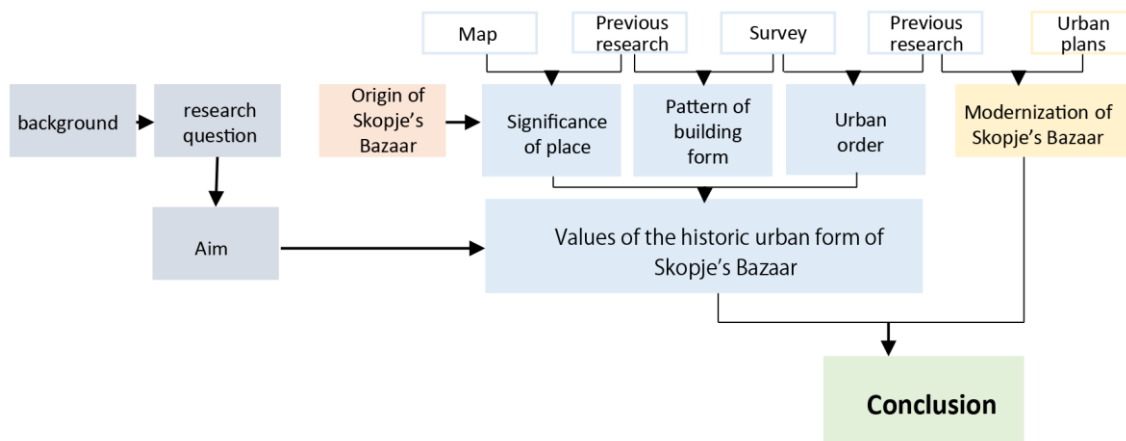 Map
Previous
research
Survey
Previous
research
Urban
plans
background
research
question
Origin of
Skopje's
Bazaar
Significance
of place
Pattern of
building
form
Urban
order
Modernization of
Skopje's Bazaar
Aim
Values of the historic urban form of
Skopje's Bazaar
Conclusion